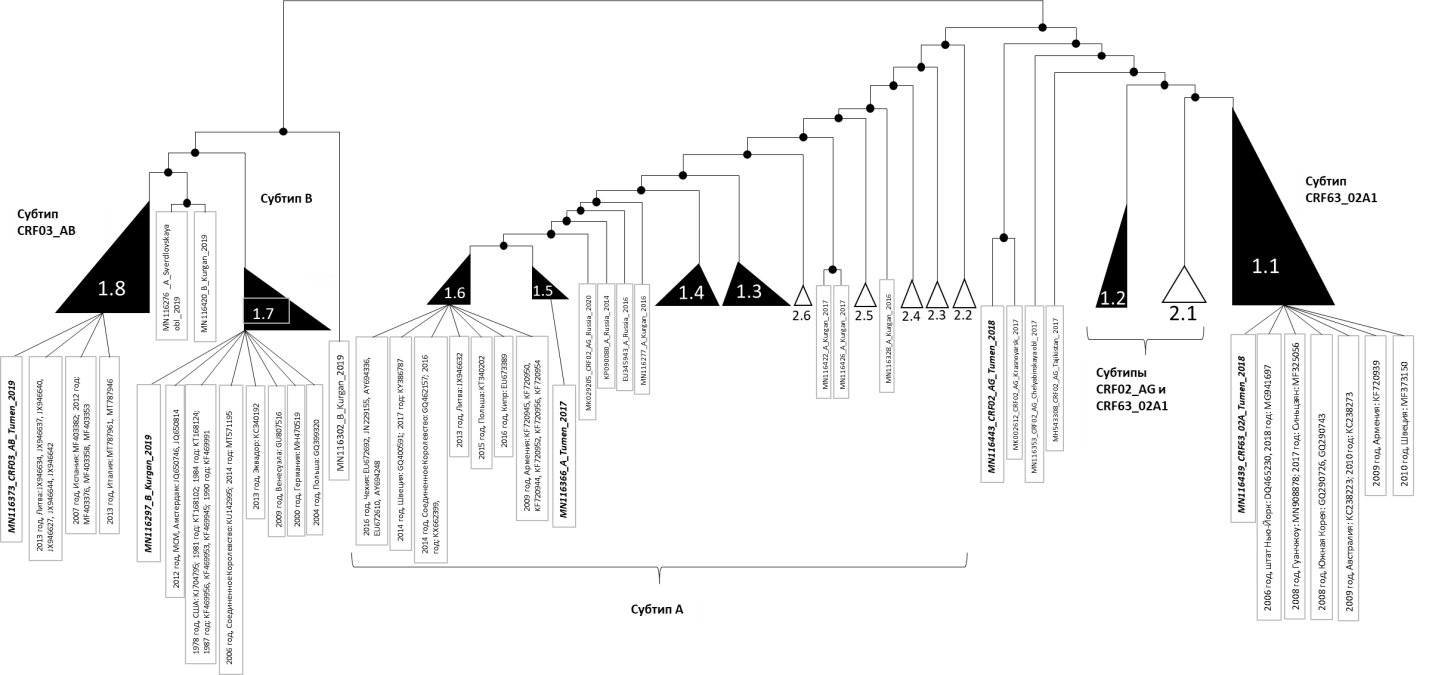 Субтип
CRF03_AB
1.8
MN116276 _A_Sverdlovskaya
obl_2019
MN116420_B_Kurgan_2019
Субтип B
1.7
MN116302_B_Kurgan_2019
MN116373_CRF03_AB_Tumen_2019
2013 год, Литва: JX946634, JX946637, JX946640,
JX946627, JX946644, JX946642
2007 год, Испания: MF403382; 2012 год:
MF403376, MF403358, MF403353
2013 год, Италия: MT787961, MT787946
MN116297_B_Kurgan_2019
2012 год, МСМ, Амстердам: JQ650746, JQ650814
1978 год, США: KJ704795; 1981 год: KT168102; 1984 год: KT168124;
1987 год: KF469956, KF469953, KF469945; 1990 год: KF469991
2006 год, Соединенное Королевство: KU142995; 2014 год: MT571195
2013 год, Эквадор: KC340192
2009 год, Венесуэла: GU807516
2000 год, Германия: MH470519
2004 год, Польша: GQ399320
1.6
1.5
2016 год, Чехия: EU672692, JN229155, AY694336,
EU672610, AY694248
2014 год, Швеция: GQ400591; 2017 год: KY386787
2014 год, Соединенное Королевство: GQ462157; 2016
год: KX662399,
2013 год, Литва: JX946632
2015 год, Польша: KT340202
2016 год, Кипр: EU673389
2009 год, Армения: KF720945, KF720950,
KF720944, KF720952, KF720956, KF720954
MN116366_A_Tumen_2017
MK029205_CRF02_AG_Russia_2020
KP090080_A_Russia_2014
EU345943_A_Russia_2016
MN116277_A_Kurgan_2016
1.4
1.3
2.6
MN116422_A_Kurgan_2017
MN116426_A_Kurgan_2017
2.5
MN116328_A_Kurgan_2016
2.4
2.3
2.2
Субтип A
MN116443_CRF02_AG_Tumen_2018
MK002612_CRF02_AG_Krasnoyarsk_2017
MN116353_CRF02_AG_Chelyabinskaya obl_2017
MH543308_CRF02_AG_Tajikistan_2017
1.2
2.1
Субтипы
CRF02_AG и
CRF63_02A1
Субтип
CRF63_02A1
1.1
MN116439_CRF63_02A_Tumen_2018
2006 год, штат Нью-Йорк: DQ465230, 2018 год: MG941697
2008 год, Гуанчжоу: MN908878; 2017 год: Синьцзян: MF325056
2008 год, Южная Корея: GQ290726, GQ290743
2009 год, Австралия: KC238223; 2010 год: KC238273
2009 год, Армения: KF720939
2010 год, Швеция: MF373150